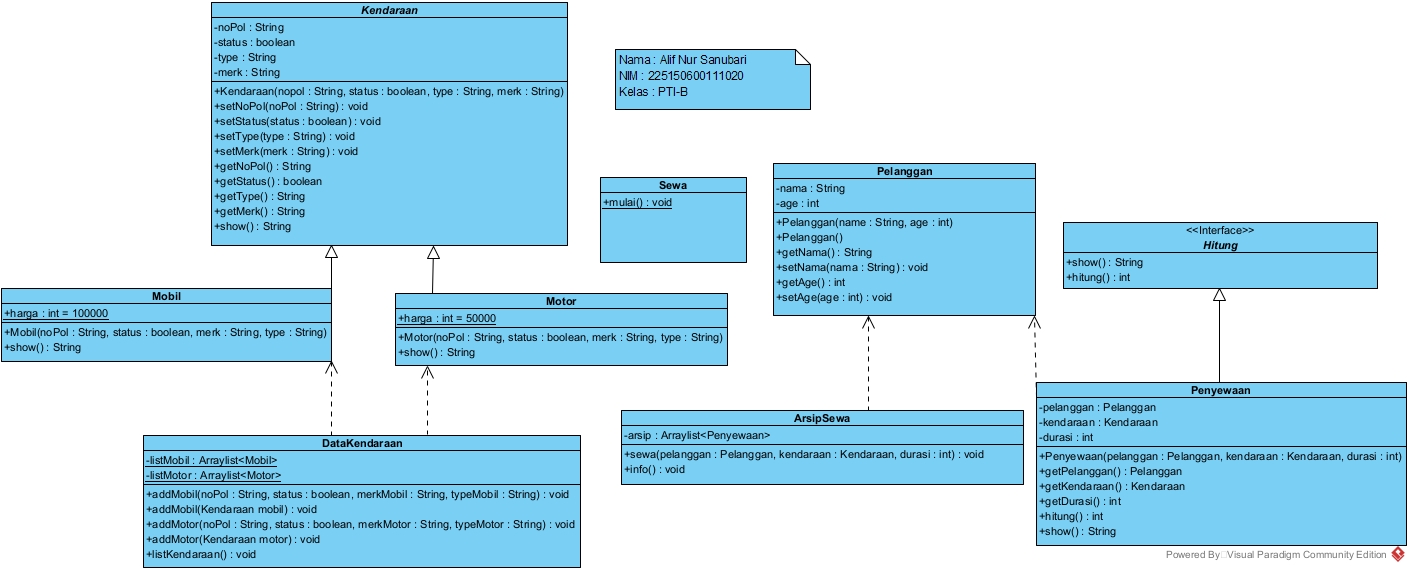 Kendaraan
-noPol : String
-status : boolean
-type : String
-merk : String
+Kendaraan(nopol : String, status : boolean, type : String, merk : String)
+setNoPol(noPol : String) : void
+setStatus(status : boolean) : void
+setType(type : String) : void
+setMerk(merk : String) : void
+getNoPol() : String
+getStatus() : boolean
+getType() : String
+getMerk() : String
+show() : String
Nama : Alif Nur Sanubari
NIM : 225150600111020
Kelas : PTI-B
Sewa
+mulai() : void
Pelanggan
-nama : String
-age : int
+Pelanggan(name : String, age : int)
+Pelanggan()
+getNama() : String
+setNama(nama : String) : void
+getAge() : int
+setAge(age : int) : void
<<Interface>>
Hitung
+show() : String
+hitung() : int
Mobil
+harga : int = 100000
+Mobil(noPol : String, status : boolean, merk : String, type : String)
+show() : String
Motor
+harga : int = 50000
+Motor(noPol : String, status : boolean, merk : String, type : String)
+show() : String
DataKendaraan
-listMobil : Arraylist<Mobil>
-listMotor : Arraylist<Motor>
+addMobil(noPol : String, status : boolean, merkMobil : String, typeMobil : String) : void
+addMobil(Kendaraan mobil) : void
+addMotor(noPol : String, status : boolean, merkMotor : String, typeMotor : String) : void
+addMotor(Kendaraan motor) : void
+listKendaraan() : void
ArsipSewa
-arsip : Arraylist<Penyewaan>
+sewa(pelanggan : Pelanggan, kendaraan : Kendaraan, durasi : int) : void
+info() : void
Penyewaan
-pelanggan : Pelanggan
-kendaraan : Kendaraan
-durasi : int
+Penyewaan(pelanggan : Pelanggan, kendaraan : Kendaraan, durasi : int)
+getPelanggan() : Pelanggan
+getKendaraan() : Kendaraan
+getDurasi() : int
+hitung() : int
+show() : String
Powered By Visual Paradigm Community Edition